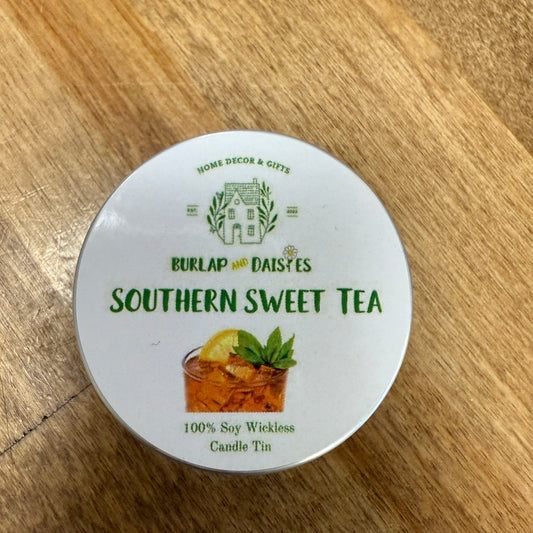 HOME DECOR & GIFTS
EST. 2022
BURLAP AND DAISIES
SOUTHERN SWEET TEA
100% Soy Wickless
Candle Tin